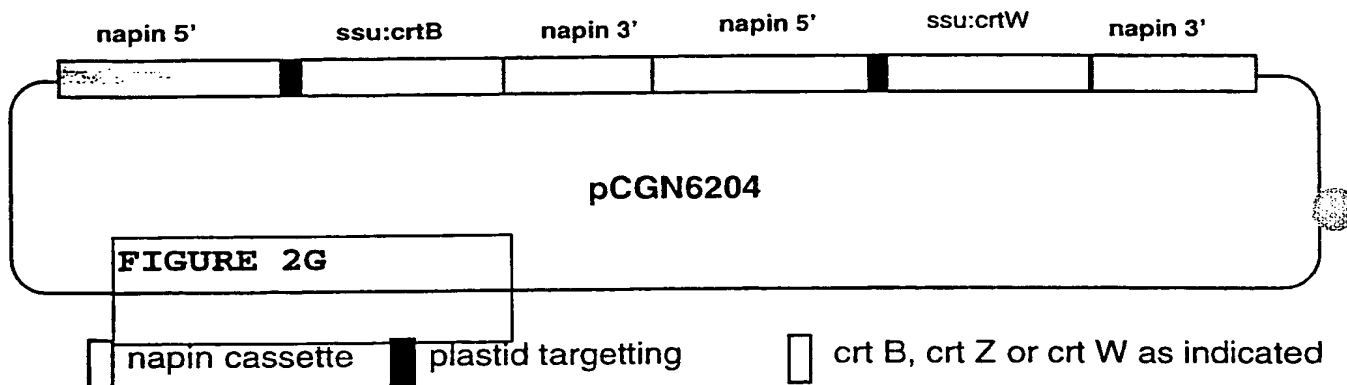 napin 5' ssu:crtB napin 3' napin 5' ssu:crtW napin 3'
pCGN6204
FIGURE 2G
napin cassette plastid targetting crt B, crt Z or crt W as indicated